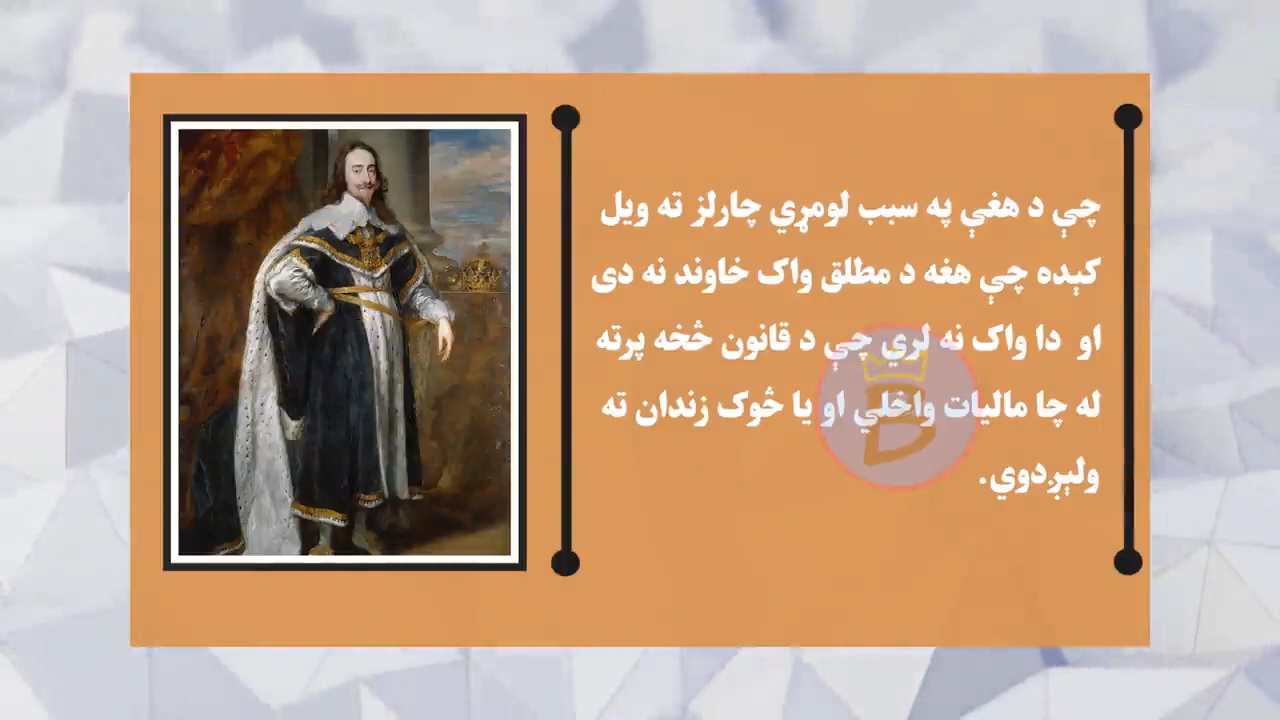 چې د هغې په سبب لومړي چارلز ته ویل
کېده چې هغه د مطلق واک خاوند نه دی
او دا واک نه لري چې د قانون څخه پرته
له چا مالیات واخلي او یا څوک زندان ته
ولېږدوي.
B